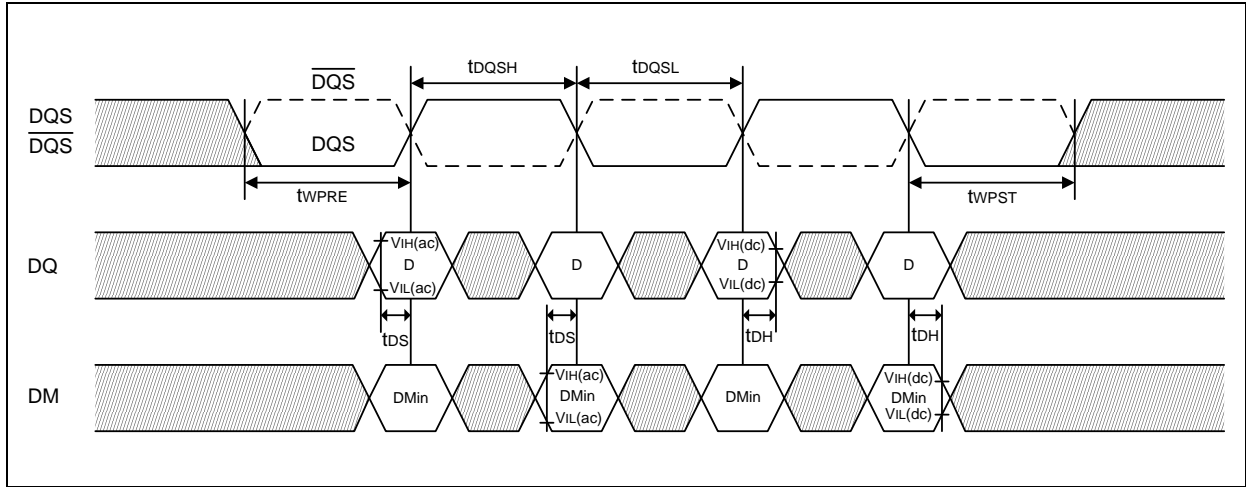 DQS
tDQSH
tDQSL
DQS
DQS
DQS
tWPRE
tWPST
DQ
VIH(ac)
D
VIL(ac)
D
VIH(dc)
D
VIL(dc)
D
tDS
tDS
tDH
tDH
DM
DMin
VIH(ac)
DMin
VIL(ac)
DMin
VIH(dc)
DMin
VIL(dc)